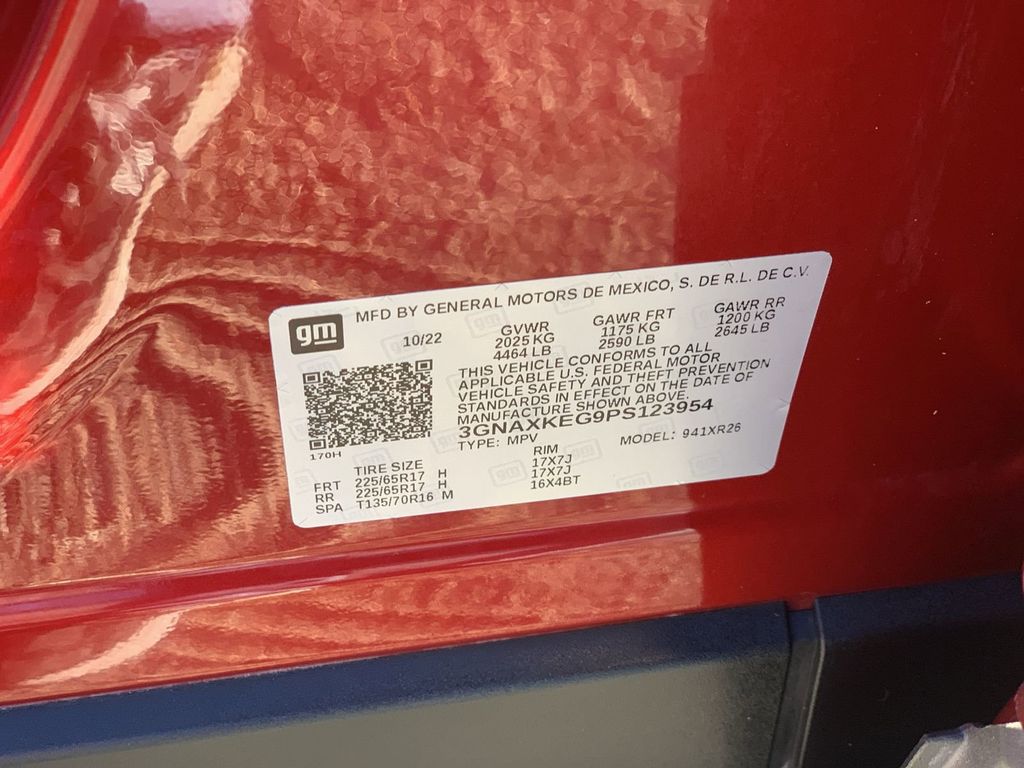 gm
MFD BY GENERAL MOTORS DE MEXICO, S. DE R.L. DE C.V.
10/22 GVWR GAWR FRT GAWR RR
2025 KG 1175 KG 1200 KG
4464 LB 2590 LB 2645 LB
THIS VEHICLE CONFORMS TO ALL
APPLICABLE U.S. FEDERAL MOTOR
VEHICLE SAFETY AND THEFT PREVENTION
STANDARDS IN EFFECT ON THE DATE OF
MANUFACTURE SHOWN ABOVE.
3GNAXKEG9PS123954
170H
TYPE: MPV MODEL: 941XR26
TIRE SIZE RIM
FRT 225/65R17 H 17X7J
RR 225/65R17 H 17X7J
SPA T135/70R16 M 16X4BT